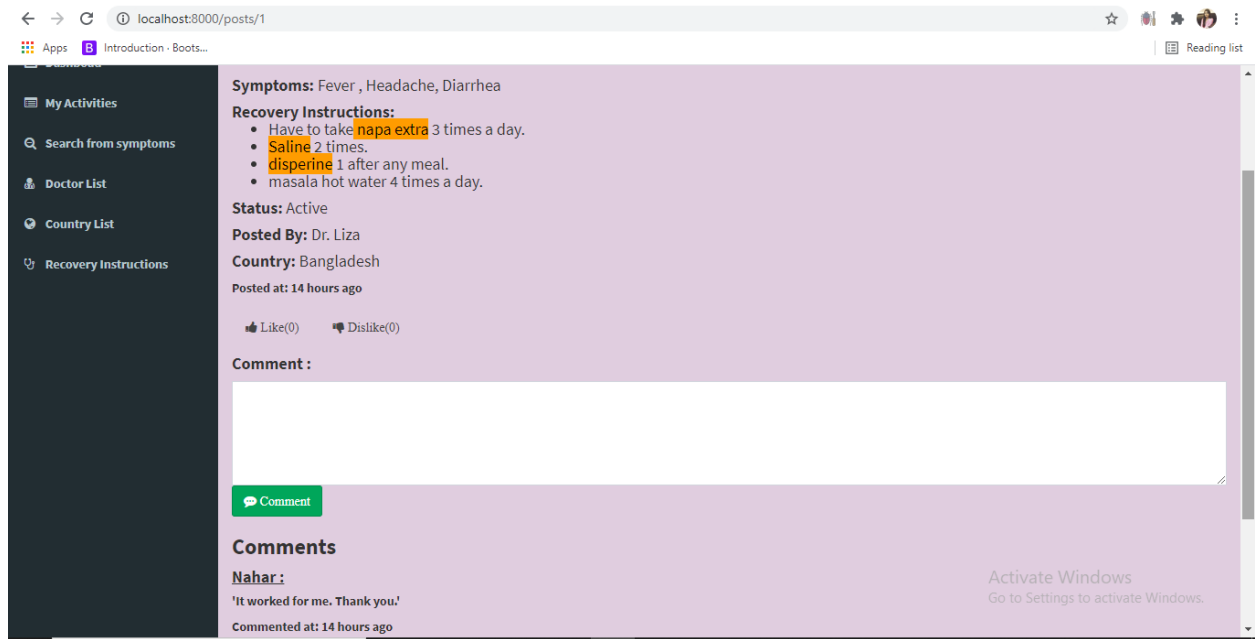 localhost:8000/posts/1
Apps
Introduction · Boots...
Reading list
My Activities
Search from symptoms
Doctor List
Country List
Recovery Instructions
Symptoms: Fever , Headache, Diarrhea
Recovery Instructions:
• Have to take napa extra 3 times a day.
• Saline 2 times.
• disperine 1 after any meal.
• masala hot water 4 times a day.
Status: Active
Posted By: Dr. Liza
Country: Bangladesh
Posted at: 14 hours ago
Like(0) Dislike(0)
Comment :
Comment
Comments
Nahar :
'It worked for me. Thank you.'
Commented at: 14 hours ago
Activate Windows
Go to Settings to activate Windows.